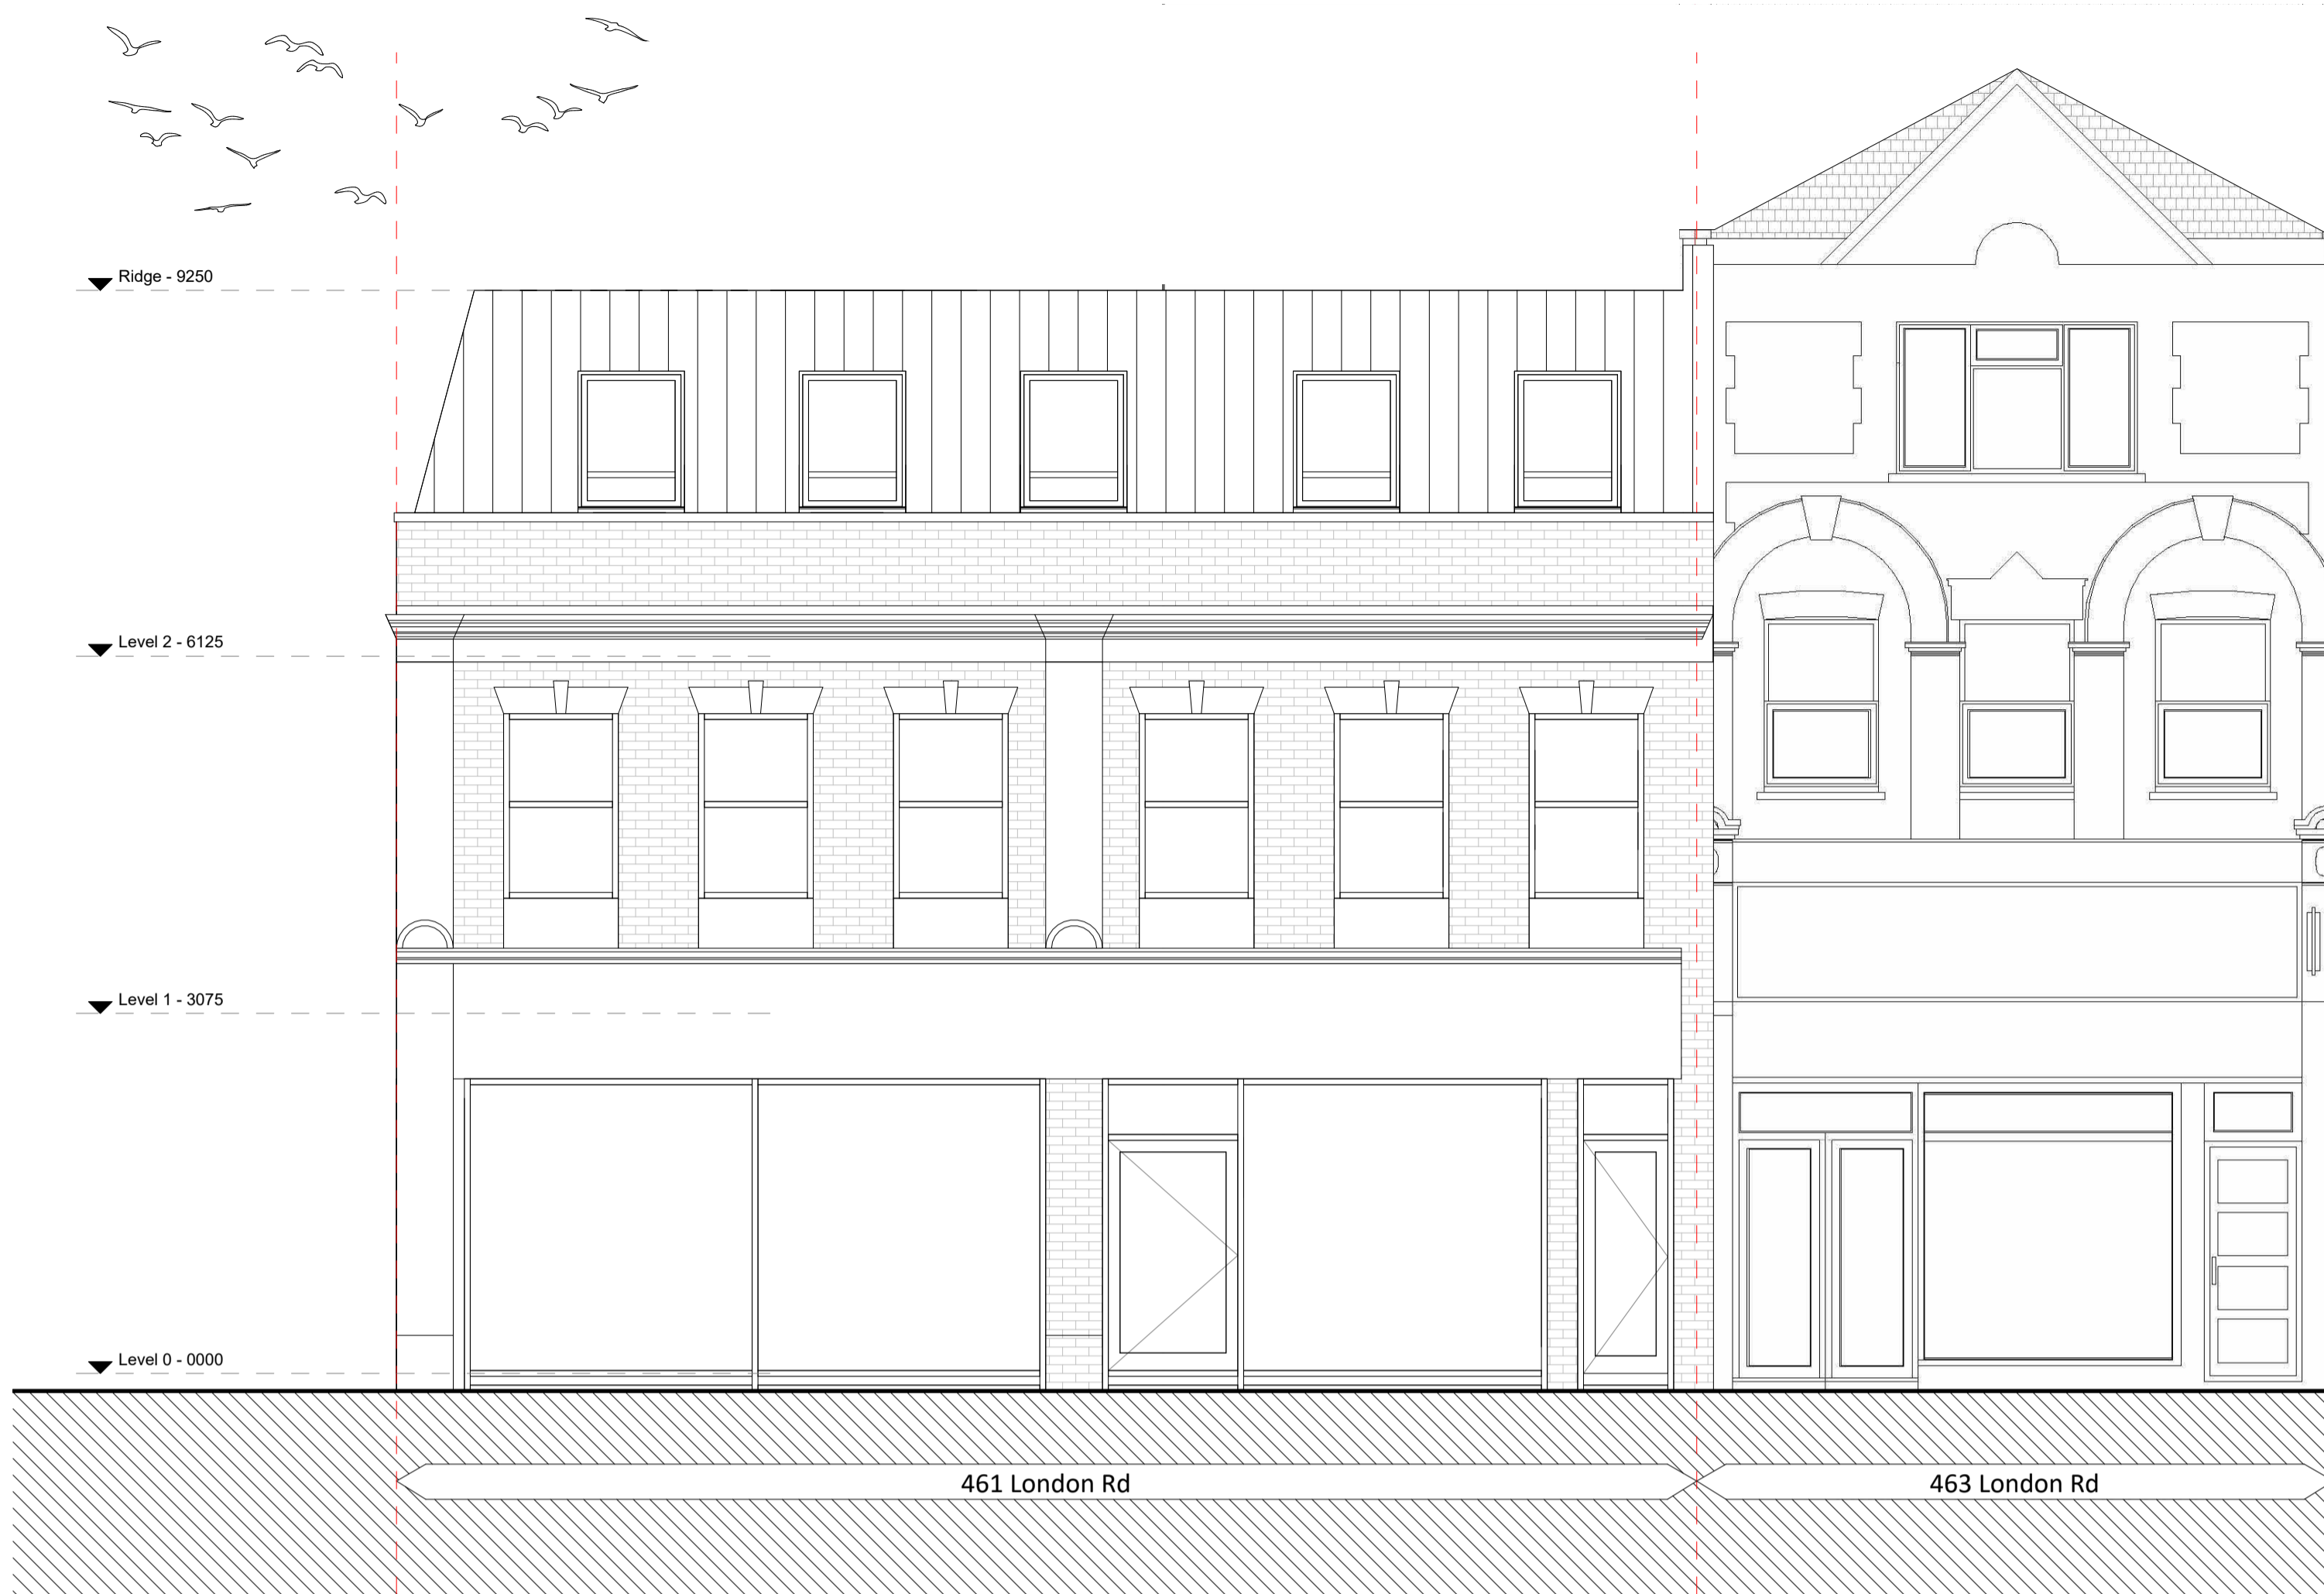 Ridge - 9250
Level 2 - 6125
Level 1 - 3075
Level 0 - 0000
461 London Rd
463 London Rd